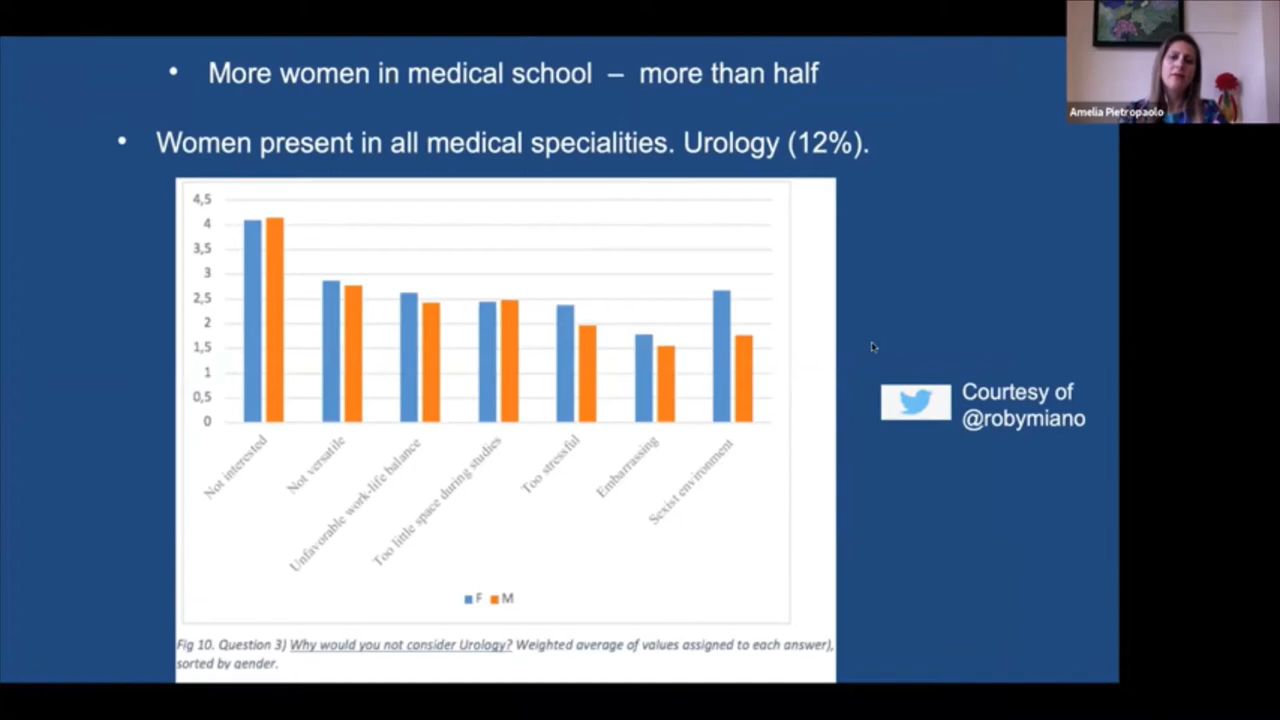 • More women in medical school – more than half
• Women present in all medical specialities. Urology (12%).
Amelia Pietropaolo
4,5
4
3,5
3
2,5
2
1,5
1
0,5
0
Not interested
Not versatile
Unfavorable work-life balance
Too little space during studies
Too stressful
Embarrassing
Sexist environment
F M
Courtesy of
@robymiano
Fig 10. Question 3) Why would you not consider Urology? Weighted average of values assigned to each answer),
sorted by gender.